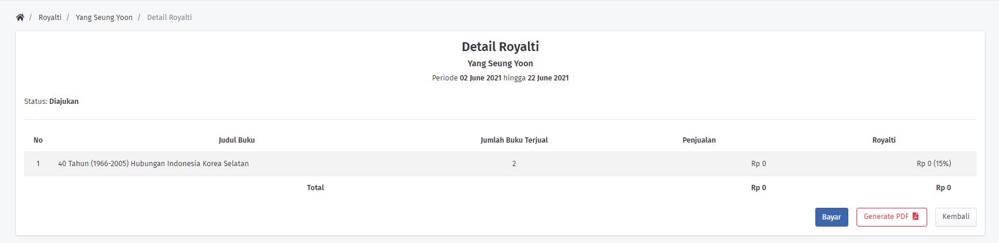 / Royalti / Yang Seung Yoon / Detail Royalti
Detail Royalti
Yang Seung Yoon
Periode 02 June 2021 hingga 22 June 2021
Status: Diajukan
No Judul Buku Jumlah Buku Terjual Penjualan Royalti
1 40 Tahun (1966-2005) Hubungan Indonesia Korea Selatan 2 Rp 0 Rp 0 (15%)
Total Rp 0 Rp 0
Bayar Generate PDF Kembali